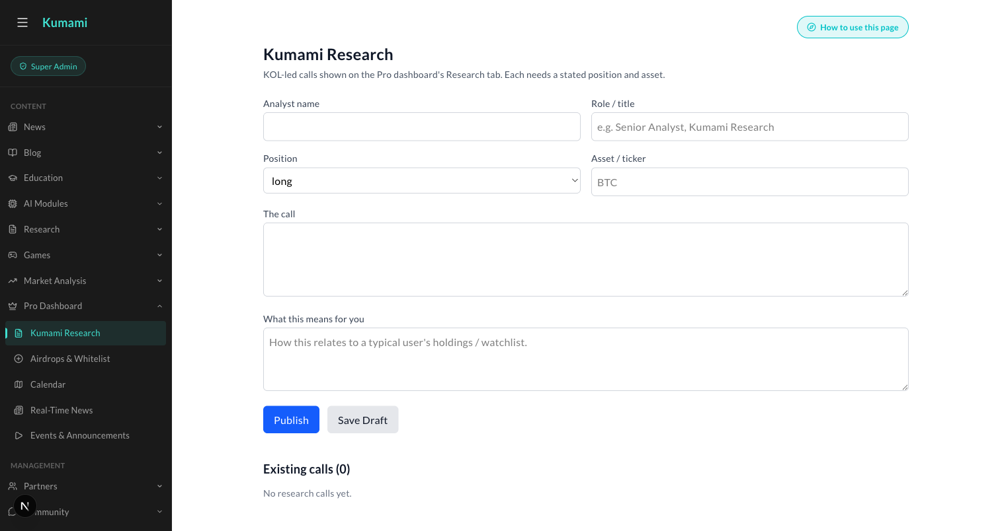 Kumami
Super Admin
CONTENT
News
Blog
Education
AI Modules
Research
Games
Market Analysis
Pro Dashboard
Kumami Research
Airdrops & Whitelist
Calendar
Real-Time News
Events & Announcements
MANAGEMENT
Partners
N
mmunity
How to use this page
Kumami Research
KOL-led calls shown on the Pro dashboard's Research tab. Each needs a stated position and asset.
Analyst name
Role / title
e.g. Senior Analyst, Kumami Research
Position
Asset / ticker
long
BTC
The call
What this means for you
How this relates to a typical user's holdings / watchlist.
Publish
Save Draft
Existing calls (0)
No research calls yet.